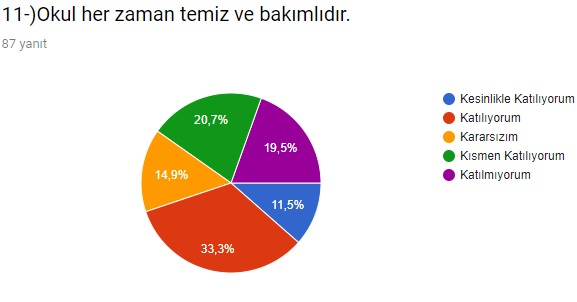 11-)Okul her zaman temiz ve bakımlıdır.
87 yanıt
Kesinlikle Katılıyorum
Katılıyorum
Kararsızım
Kısmen Katılıyorum
Katılmıyorum
20,7%
19,5%
14,9%
11,5%
33,3%